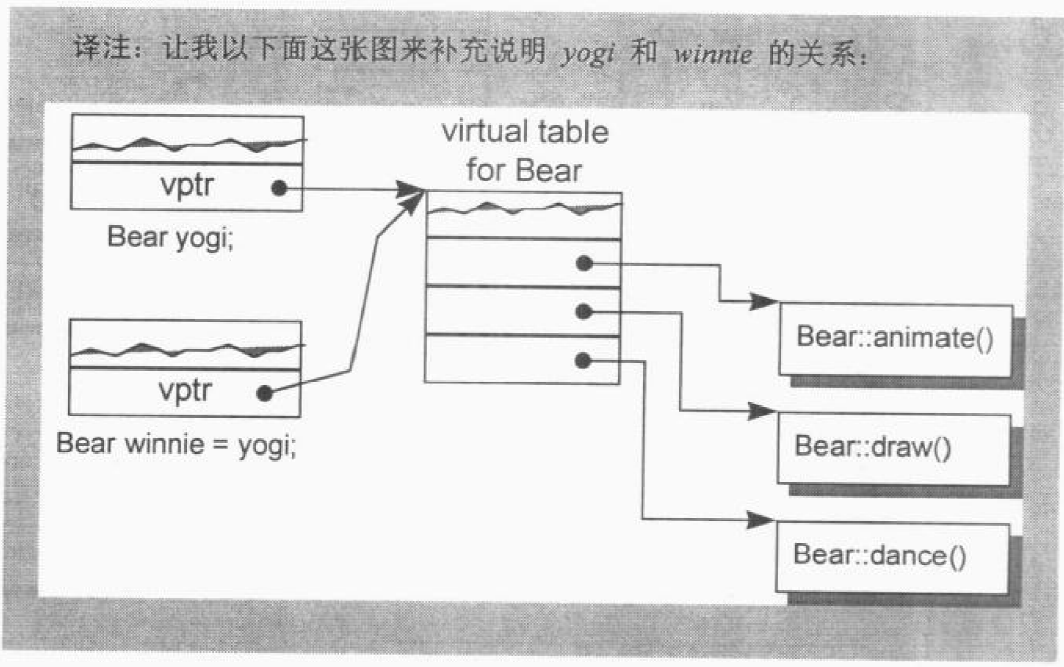 译注：让我以下面这张图来补充说明 yogi 和 winnie 的关系：
virtual table
for Bear
vptr
Bear yogi;
vptr
Bear winnie = yogi;
Bear::animate()
Bear::draw()
Bear::dance()